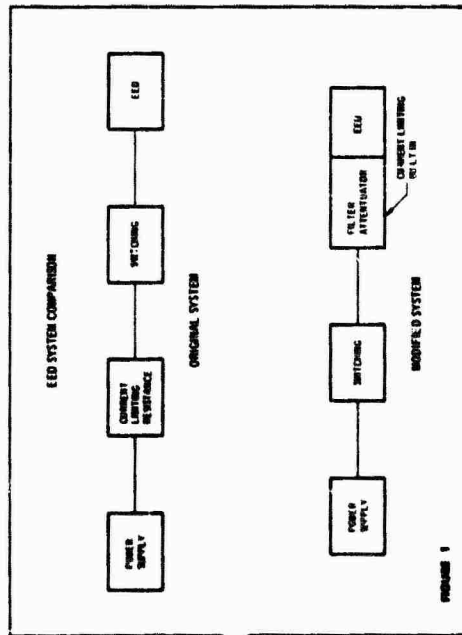 EED SYSTEM COMPARISON
POWER
SUPPLY
CURRENT
LIMITING
RESISTANCE
SWITCHING
EED
ORIGINAL SYSTEM
POWER
SUPPLY
SWITCHING
FILTER
ATTENTUATOR
EED
CURRENT LIMITING
BUILT IN
MODIFIED SYSTEM
FIGURE 1